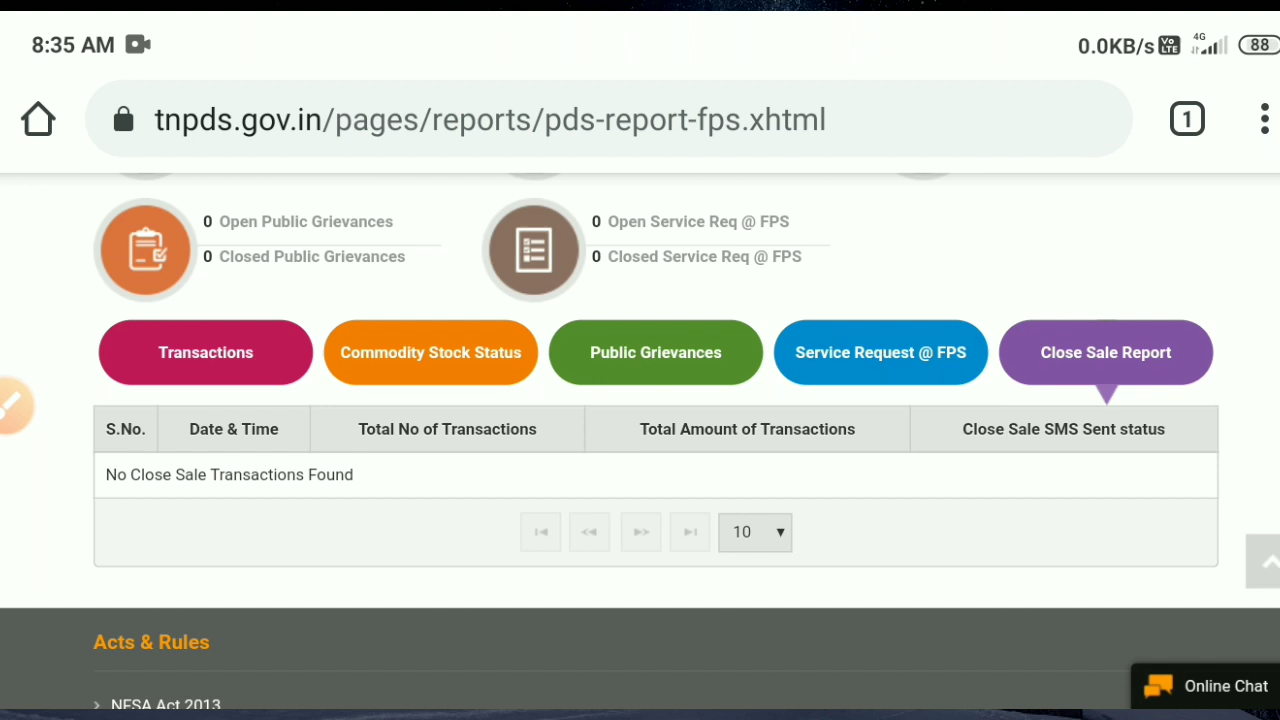 8:35 AM 0.0KB/s Vo LTE 4G 88
tnpds.gov.in/pages/reports/pds-report-fps.xhtml 1
0 Open Public Grievances 0 Open Service Req @ FPS
0 Closed Public Grievances 0 Closed Service Req @ FPS
Transactions Commodity Stock Status Public Grievances Service Request @ FPS Close Sale Report
S.No. Date & Time Total No of Transactions Total Amount of Transactions Close Sale SMS Sent status
No Close Sale Transactions Found
10
Acts & Rules
Online Chat
NFSA Act 2013